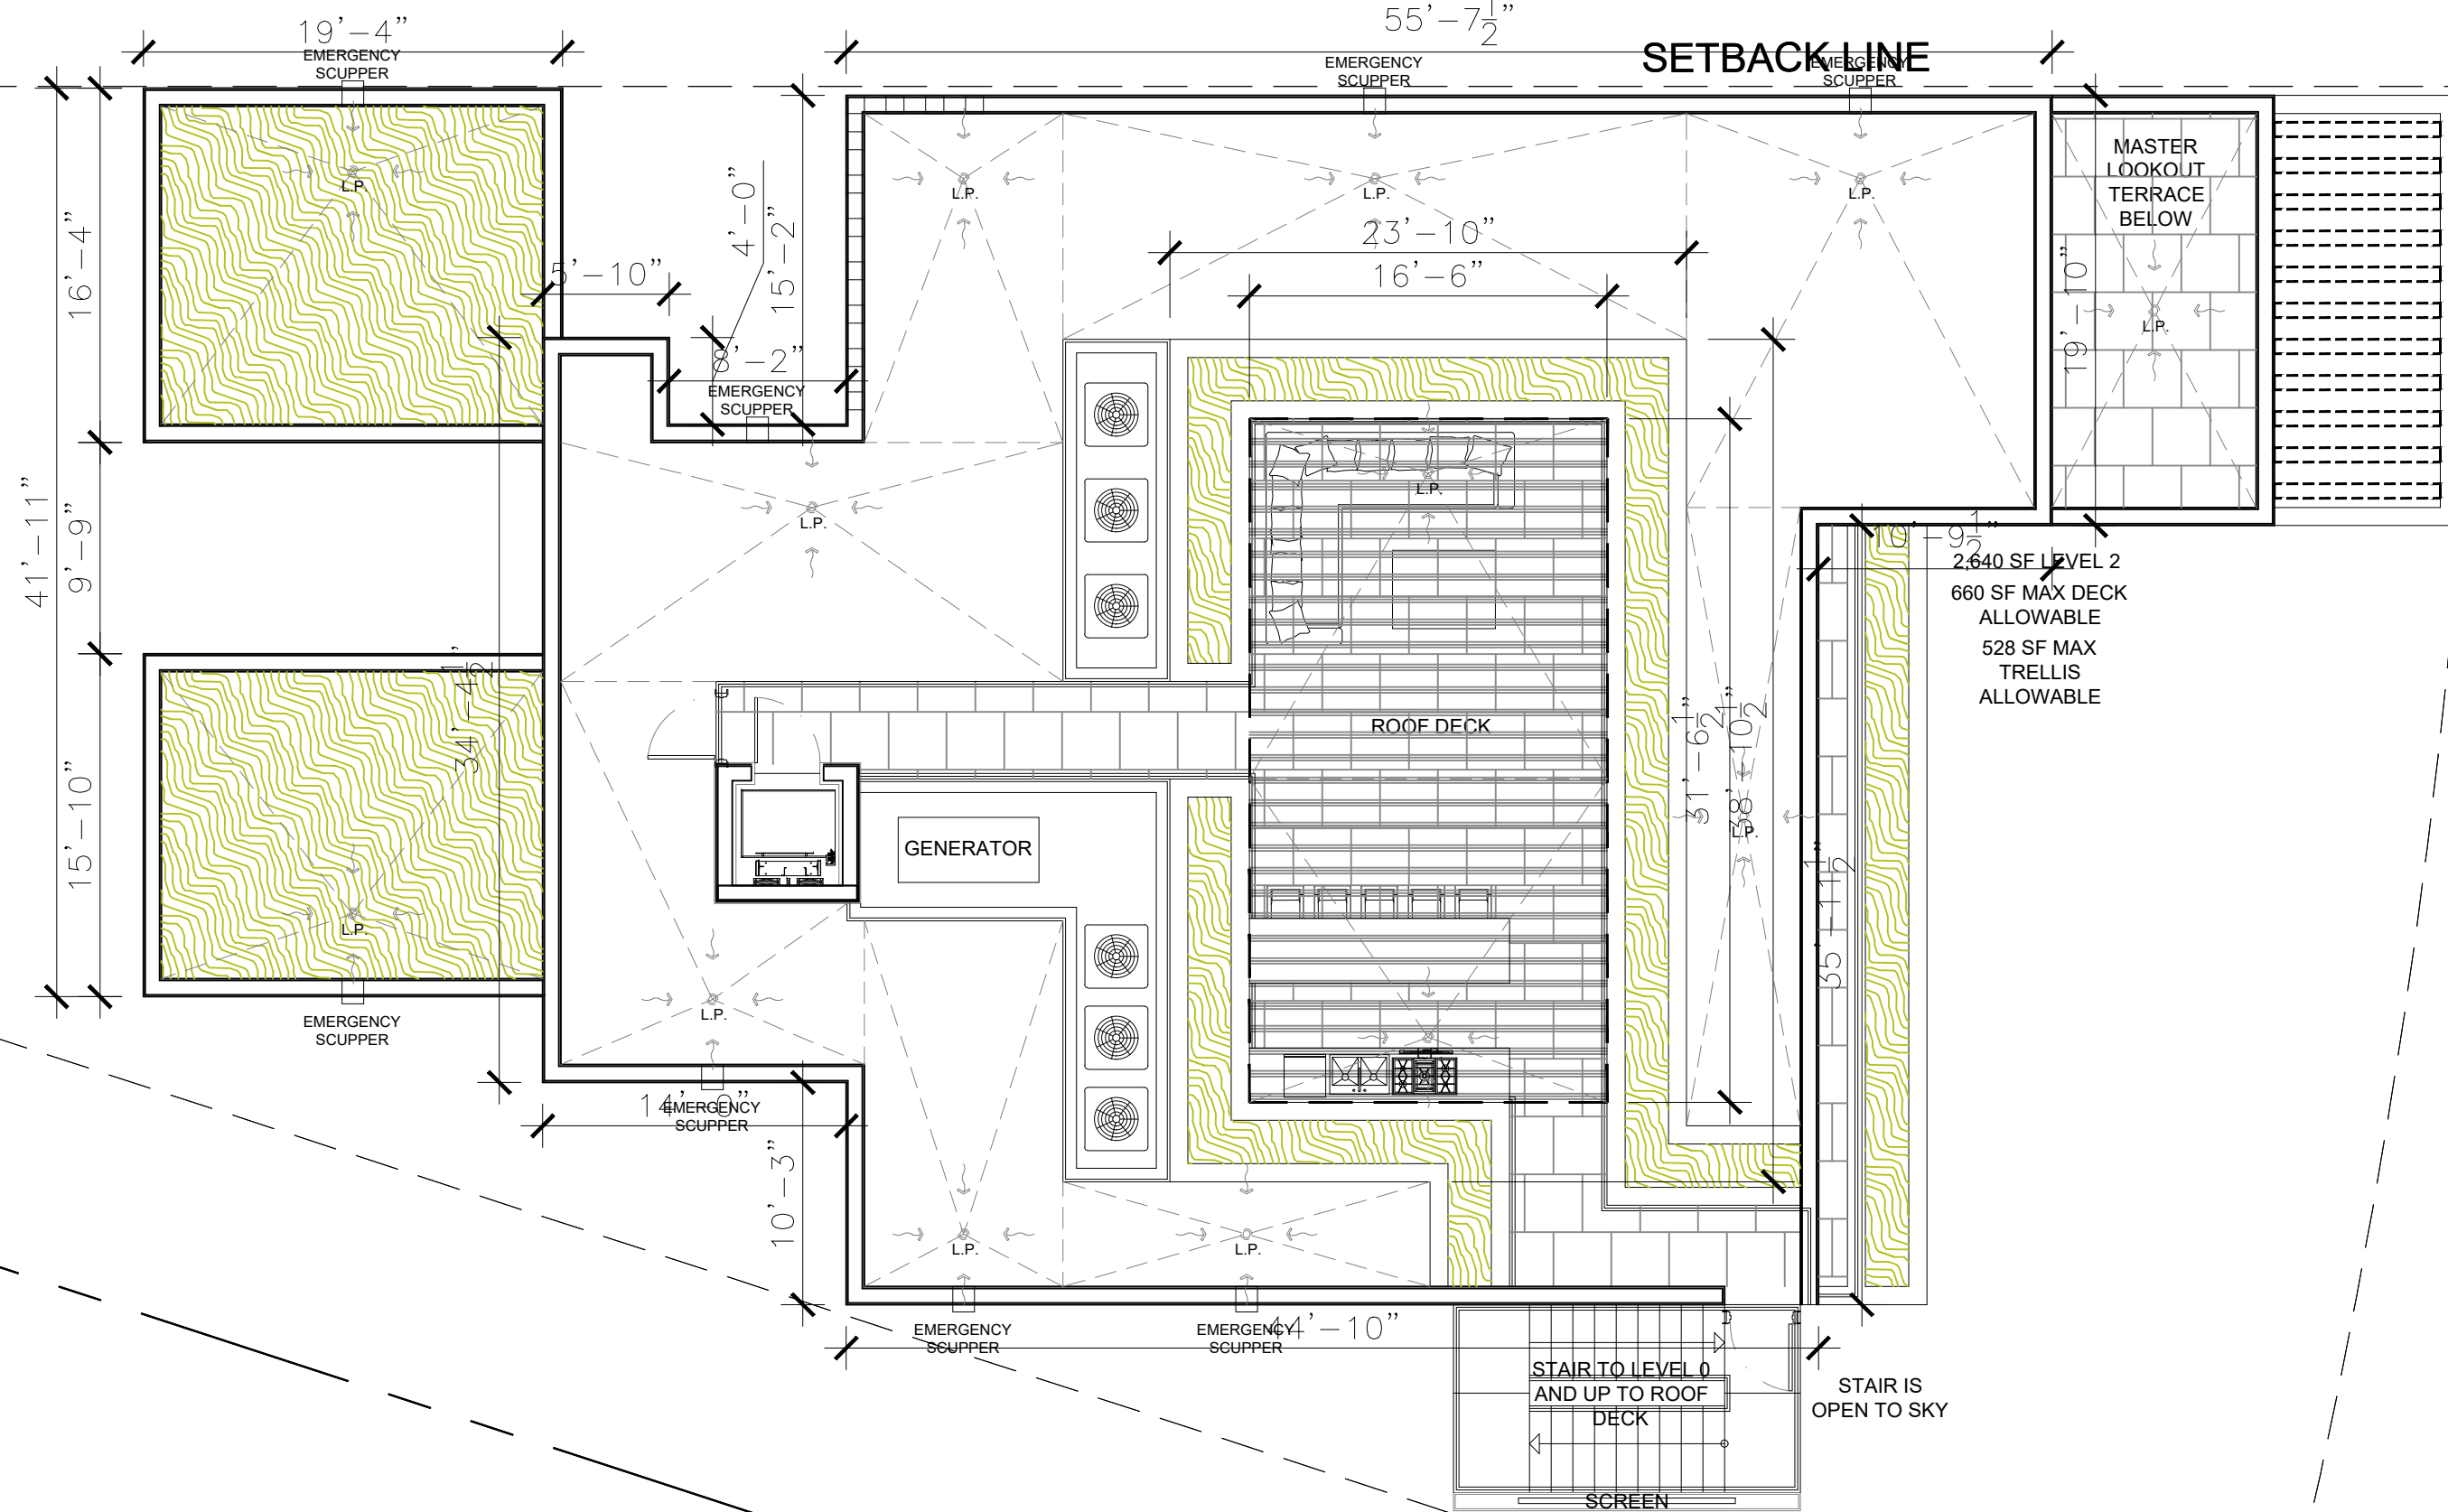 19'-4"
55'-7½"
SETBACK LINE
EMERGENCY
SCUPPER
EMERGENCY
SCUPPER
EMERGENCY
SCUPPER
MASTER
LOOKOUT
TERRACE
BELOW
L.P.
L.P.
L.P.
L.P.
4'-0"
15'-2"
16'-4"
23'-10"
5'-10"
16'-6"
19'-10"
L.P.
8'-2"
EMERGENCY
SCUPPER
L.P.
L.P.
41'-11"
9'-9"
10'-9½"
2,640 SF LEVEL 2
660 SF MAX DECK
ALLOWABLE
528 SF MAX
TRELLIS
ALLOWABLE
34'-4½"
ROOF DECK
31'-6½"
38'-10½"
L.P.
15'-10"
GENERATOR
35'-11½"
L.P.
L.P.
EMERGENCY
SCUPPER
14'-0"
EMERGENCY
SCUPPER
10'-3"
L.P.
L.P.
EMERGENCY
SCUPPER
EMERGENCY
SCUPPER
44'-10"
STAIR TO LEVEL 0
AND UP TO ROOF
DECK
STAIR IS
OPEN TO SKY
SCREEN